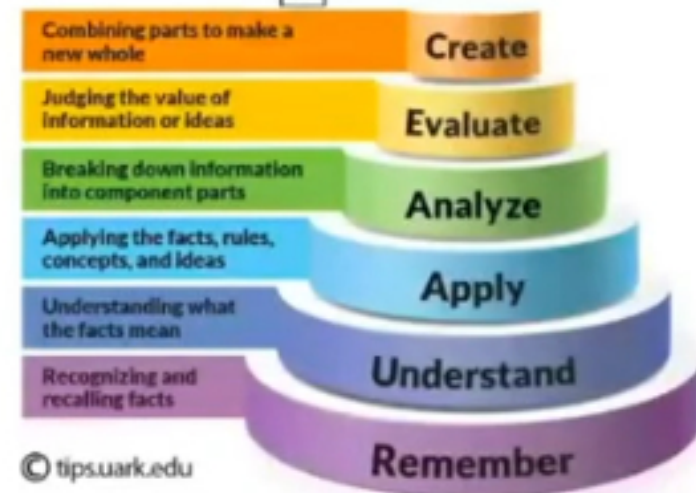 Combining parts to make a
new whole
Create
Judging the value of
information or ideas
Evaluate
Breaking down information
into component parts
Analyze
Applying the facts, rules,
concepts, and ideas
Apply
Understanding what
the facts mean
Understand
Recognizing and
recalling facts
Remember
© tips.uark.edu